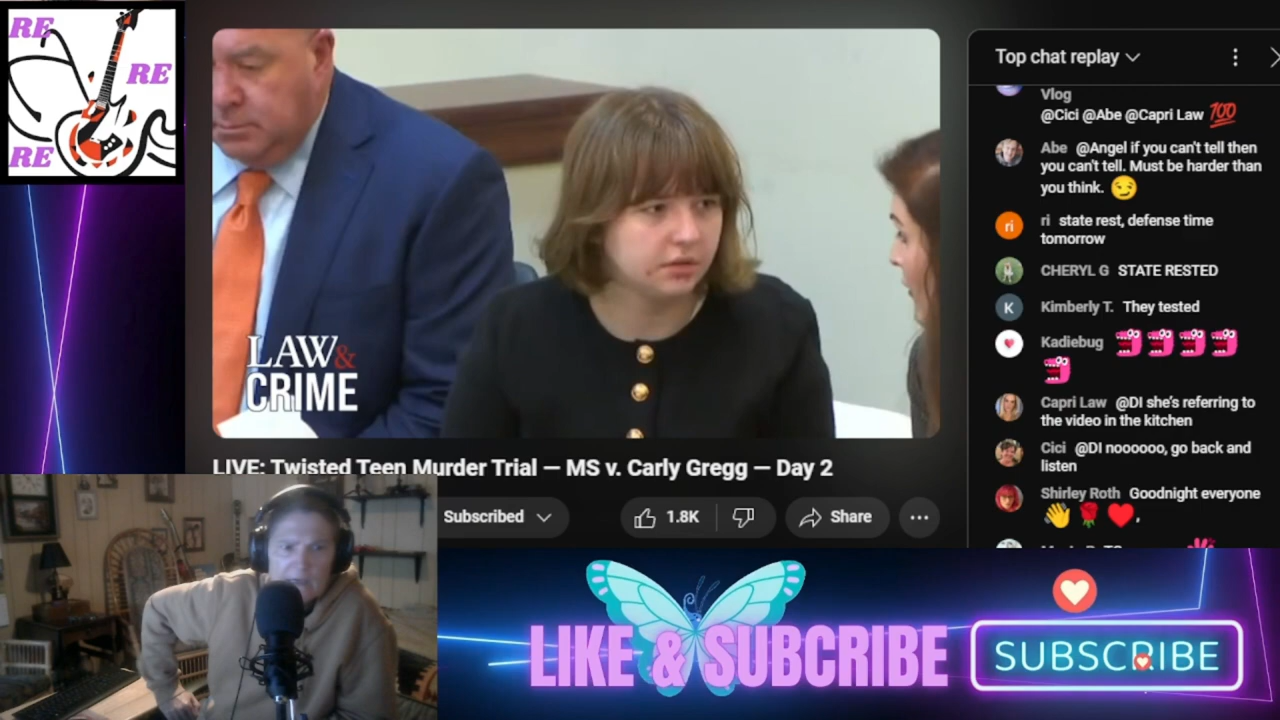 RE
RE
RE
LAW&
CRIME
LIVE: Twisted Teen Murder Trial — MS v. Carly Gregg — Day 2
Subscribed
1.8K
Share
Top chat replay
Vlog
@Cici @Abe @Capri Law 💯
Abe @Angel if you can't tell then
you can't tell. Must be harder than
you think. 😏
ri
ri state rest, defense time
tomorrow
CHERYL G STATE RESTED
K
Kimberly T. They tested
Kadiebug
Capri Law @DI she's referring to
the video in the kitchen
Cici @DI noooooo, go back and
listen
Shirley Roth Goodnight everyone
👋🌹❤️,
LIKE & SUBCRIBE
SUBSCRIBE